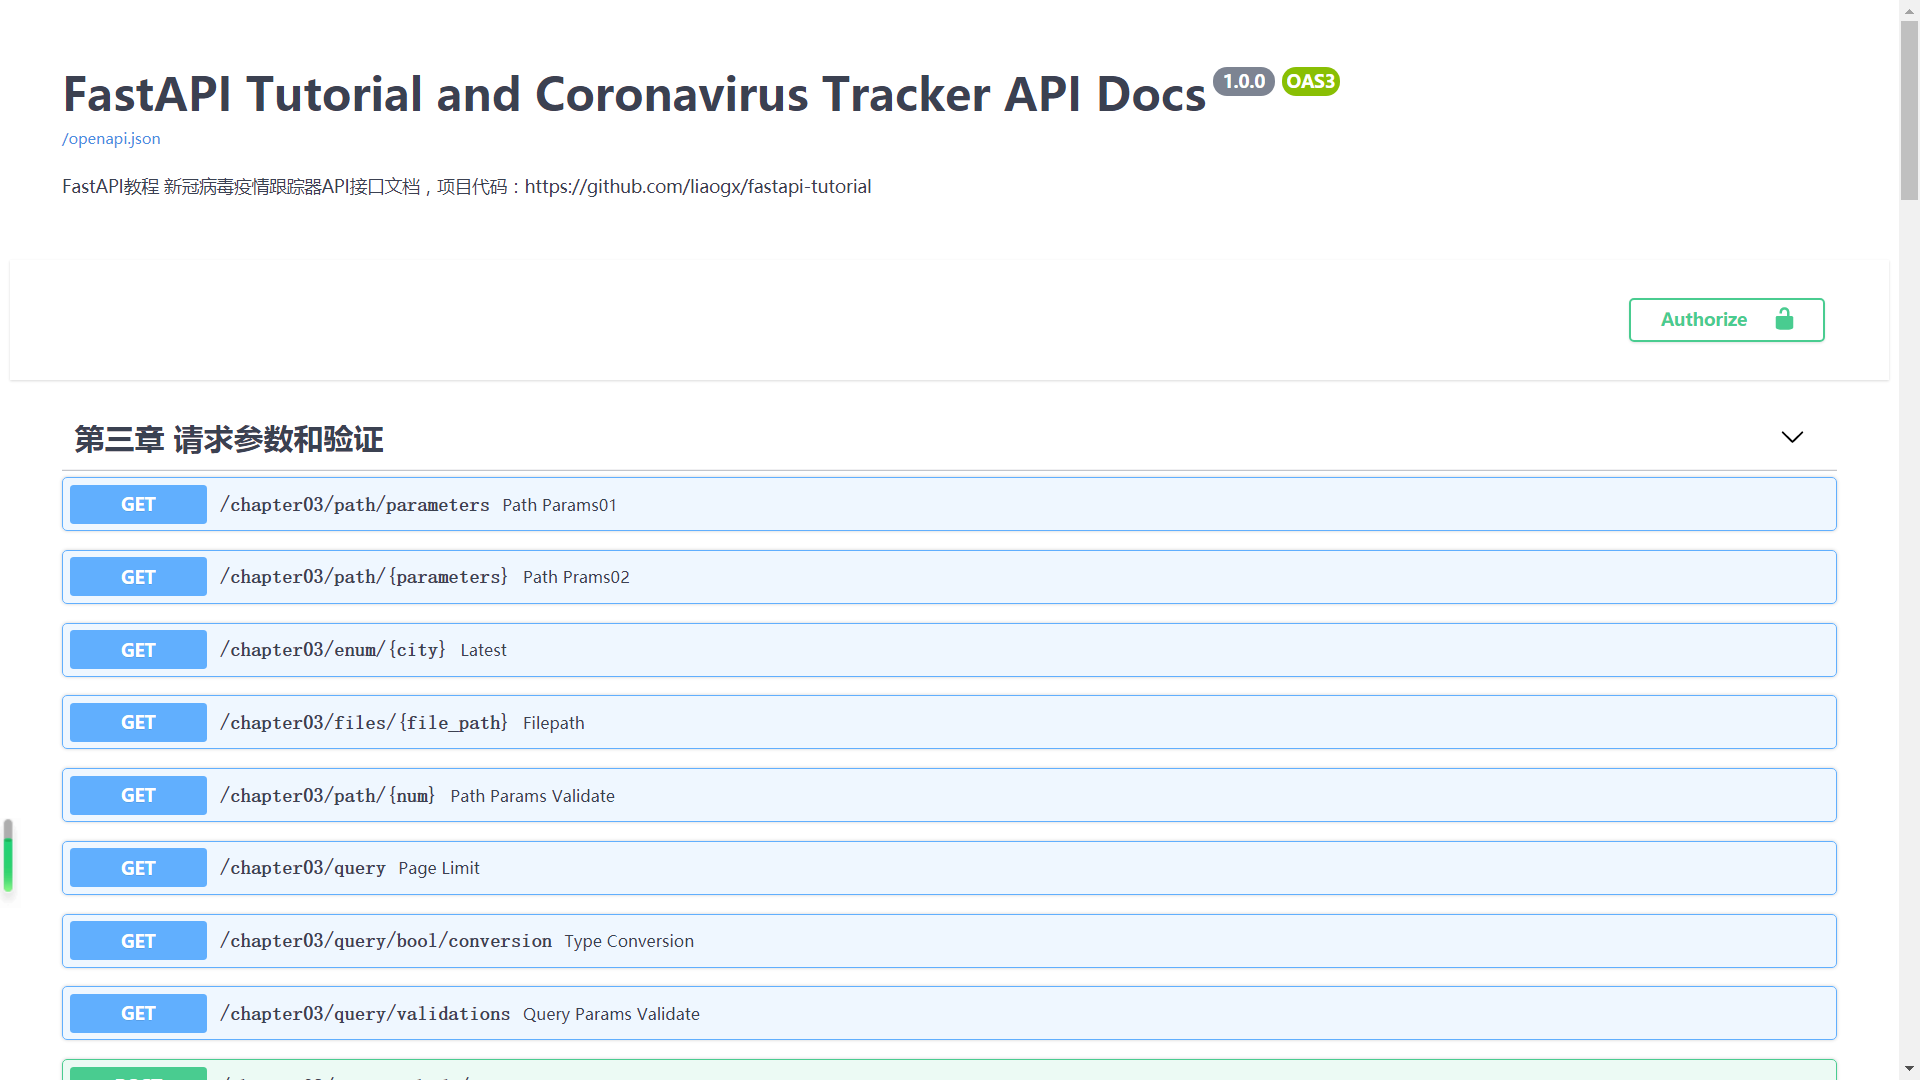 FastAPI Tutorial and Coronavirus Tracker API Docs 1.0.0 OAS3
/openapi.json
FastAPI教程 新冠病毒疫情跟踪器API接口文档，项目代码：https://github.com/liaogx/fastapi-tutorial
Authorize
第三章 请求参数和验证
GET /chapter03/path/parameters Path Params01
GET /chapter03/path/{parameters} Path Prams02
GET /chapter03/enum/{city} Latest
GET /chapter03/files/{file_path} Filepath
GET /chapter03/path/{num} Path Params Validate
GET /chapter03/query Page Limit
GET /chapter03/query/bool/conversion Type Conversion
GET /chapter03/query/validations Query Params Validate